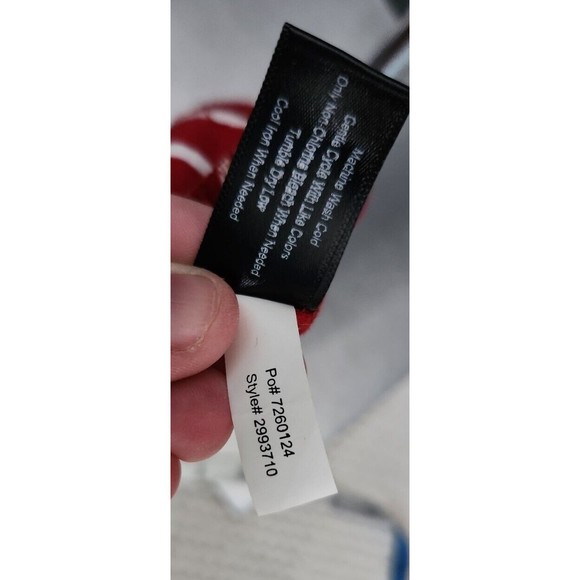 Machine Wash Cold
Gentle Cycle With Like Colors
Only Non-Chlorine Bleach When Needed
Tumble Dry Low
Cool Iron When Needed
Po# 7260124
Style# 2993710